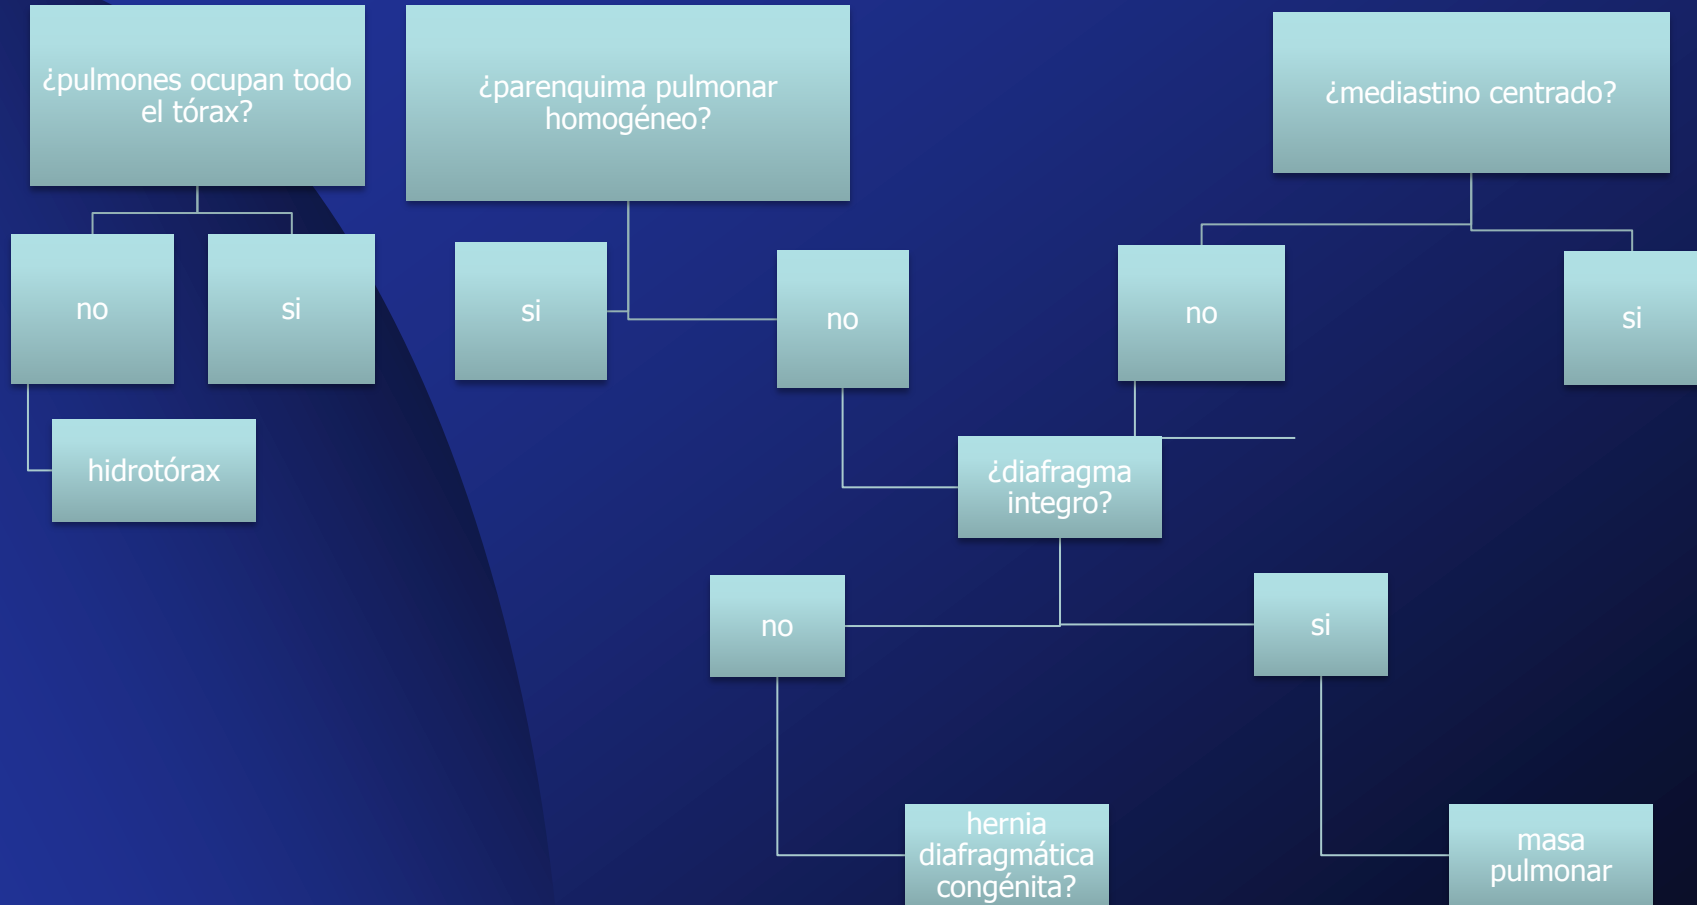 ¿pulmones ocupan todo
el tórax?
¿parenquima pulmonar
homogéneo?
¿mediastino centrado?
no
si
si
no
no
si
hidrotórax
¿diafragma
integro?
no
si
hernia
diafragmática
congénita?
masa
pulmonar